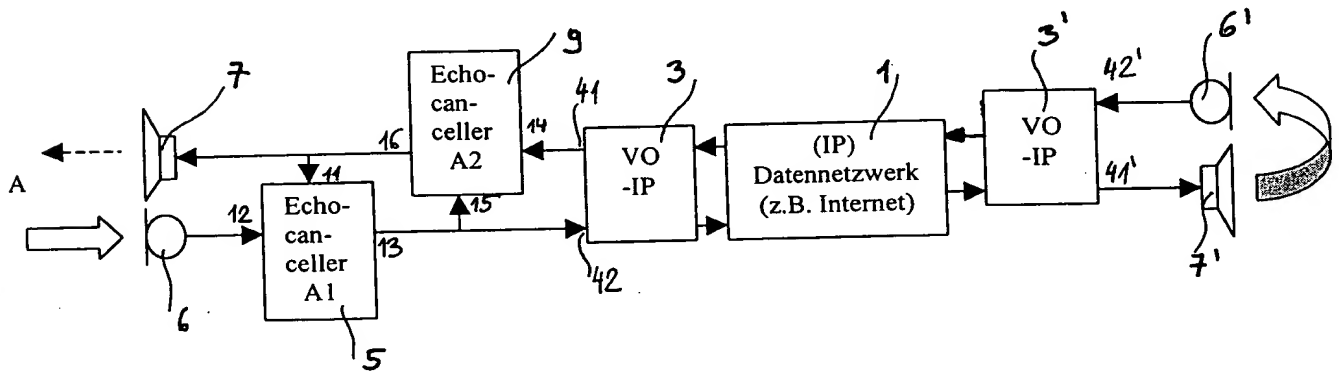 9
Echo-
can-
celler
A2
7
16
14
41
15
A
11
12
Echo-
can-
celler
A1
13
6
5
3
VO
-IP
42
1
(IP)
Datennetzwerk
(z.B. Internet)
3'
VO
-IP
42'
41'
6'
7'